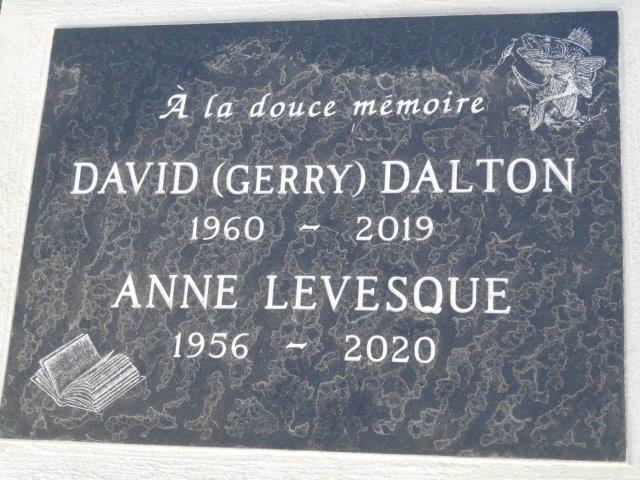 À la douce mémoire
DAVID (GERRY) DALTON
1960 ~ 2019
ANNE LEVESQUE
1956 ~ 2020